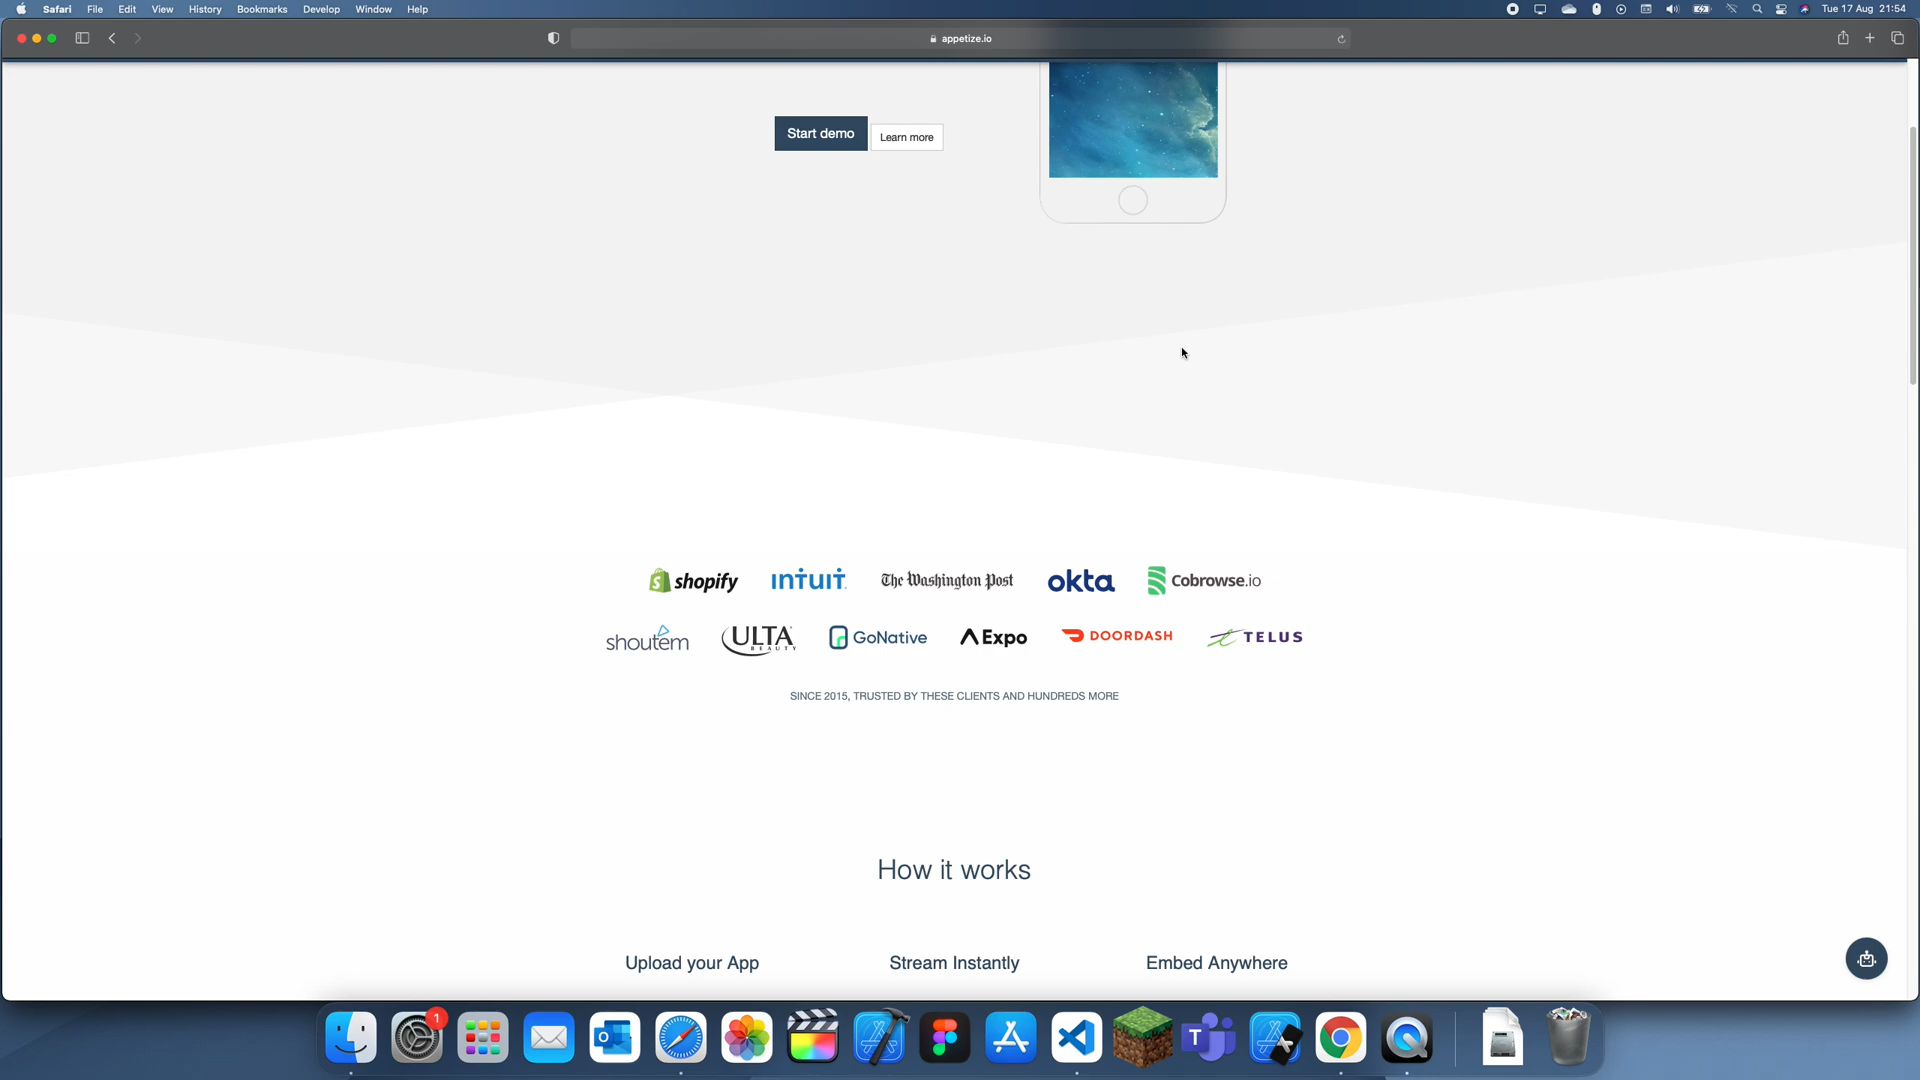 Safari File Edit View History Bookmarks Develop Window Help Tue 17 Aug 21:54
appetize.io
Start demo
Learn more
shopify INTUIT The Washington Post okta Cobrowse.io
shoutem ULTA BEAUTY GoNative Expo DOORDASH TELUS
SINCE 2015, TRUSTED BY THESE CLIENTS AND HUNDREDS MORE
How it works
Upload your App Stream Instantly Embed Anywhere
1